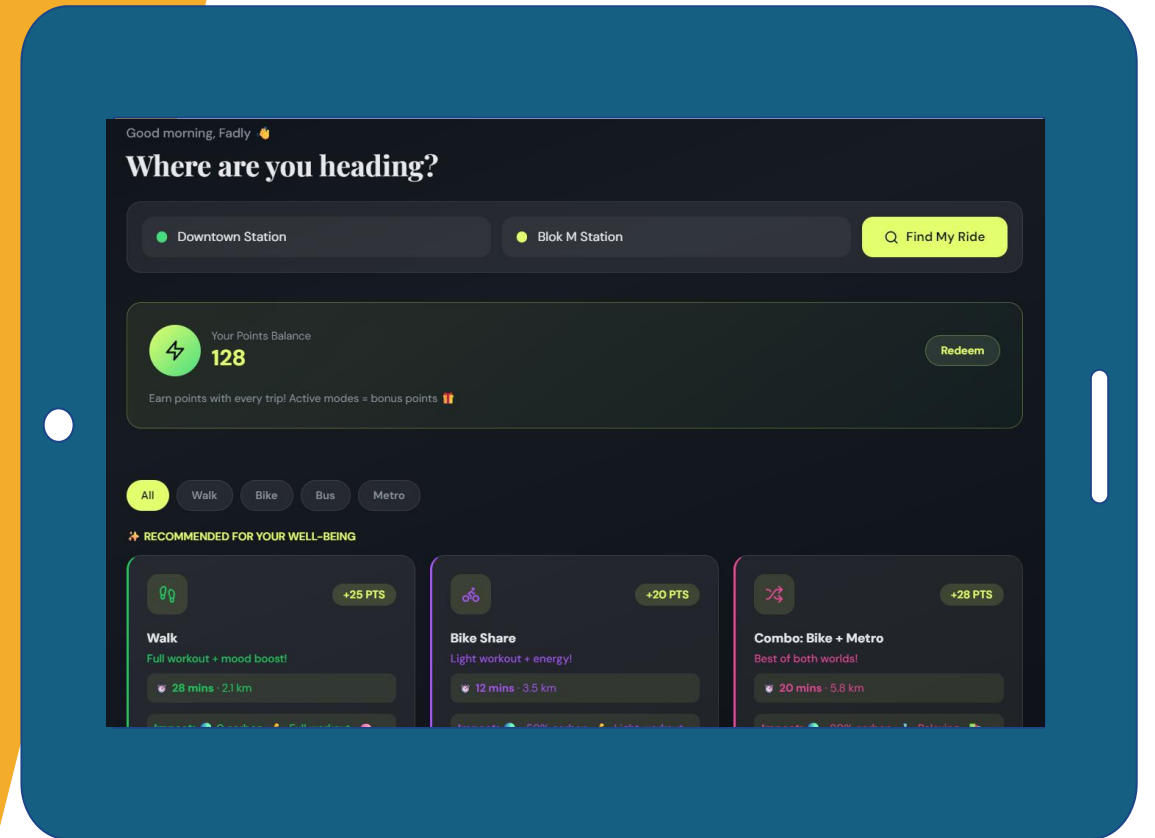 Good morning, Fadly 👋
Where are you heading?
Downtown Station
Blok M Station
Find My Ride
Your Points Balance
128
Redeem
Earn points with every trip! Active modes = bonus points 🎁
All
Walk
Bike
Bus
Metro
✨ RECOMMENDED FOR YOUR WELL-BEING
+25 PTS
Walk
Full workout + mood boost!
28 mins · 2.1 km
+20 PTS
Bike Share
Light workout + energy!
12 mins · 3.5 km
+28 PTS
Combo: Bike + Metro
Best of both worlds!
20 mins · 5.8 km